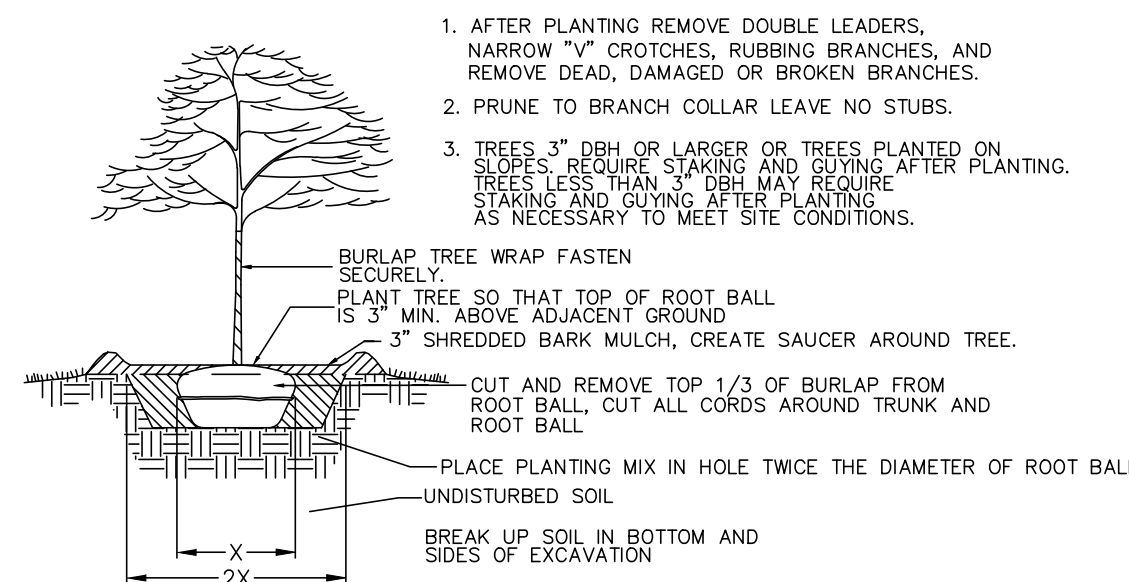 1. AFTER PLANTING REMOVE DOUBLE LEADERS,
NARROW "V" CROTCHES, RUBBING BRANCHES, AND
REMOVE DEAD, DAMAGED OR BROKEN BRANCHES.
2. PRUNE TO BRANCH COLLAR LEAVE NO STUBS.
3. TREES 3" DBH OR LARGER OR TREES PLANTED ON
SLOPES. REQUIRE STAKING AND GUYING AFTER PLANTING.
TREES LESS THAN 3" DBH MAY REQUIRE
STAKING AND GUYING AFTER PLANTING
AS NECESSARY TO MEET SITE CONDITIONS.
BURLAP TREE WRAP FASTEN
SECURELY.
PLANT TREE SO THAT TOP OF ROOT BALL
IS 3" MIN. ABOVE ADJACENT GROUND
3" SHREDDED BARK MULCH, CREATE SAUCER AROUND TREE.
CUT AND REMOVE TOP 1/3 OF BURLAP FROM
ROOT BALL, CUT ALL CORDS AROUND TRUNK AND
ROOT BALL
PLACE PLANTING MIX IN HOLE TWICE THE DIAMETER OF ROOT BALL
UNDISTURBED SOIL
BREAK UP SOIL IN BOTTOM AND
SIDES OF EXCAVATION
X
2X